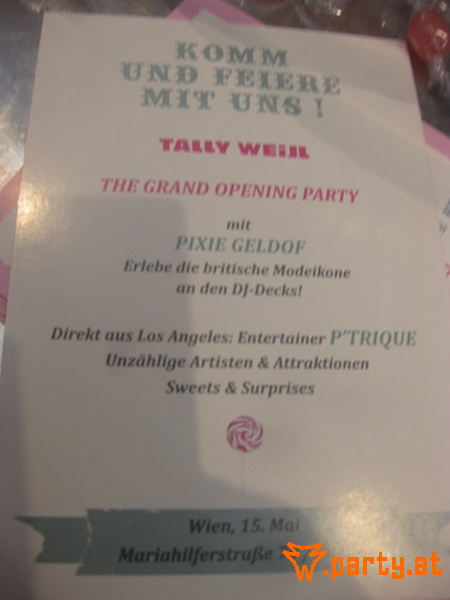 KOMM
UND FEIERE
MIT UNS !
TALLY WEiJL
THE GRAND OPENING PARTY
mit
PIXIE GELDOF
Erlebe die britische Modeikone
an den DJ-Decks!
Direkt aus Los Angeles: Entertainer P'TRIQUE
Unzählige Artisten & Attraktionen
Sweets & Surprises
Wien, 15. Mai
Mariahilferstraße
.party.at